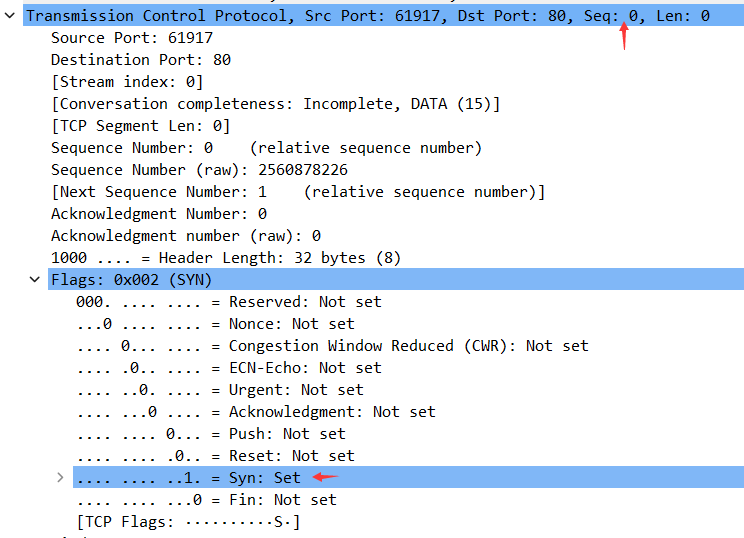 Transmission Control Protocol, Src Port: 61917, Dst Port: 80, Seq: 0, Len: 0
Source Port: 61917
Destination Port: 80
[Stream index: 0]
[Conversation completeness: Incomplete, DATA (15)]
[TCP Segment Len: 0]
Sequence Number: 0    (relative sequence number)
Sequence Number (raw): 2560878226
[Next Sequence Number: 1    (relative sequence number)]
Acknowledgment Number: 0
Acknowledgment number (raw): 0
1000 .... = Header Length: 32 bytes (8)
Flags: 0x002 (SYN)
000. .... .... = Reserved: Not set
...0 .... .... = Nonce: Not set
.... 0... .... = Congestion Window Reduced (CWR): Not set
.... .0.. .... = ECN-Echo: Not set
.... ..0. .... = Urgent: Not set
.... ...0 .... = Acknowledgment: Not set
.... .... 0... = Push: Not set
.... .... .0.. = Reset: Not set
.... .... ..1. = Syn: Set
.... .... ...0 = Fin: Not set
[TCP Flags: ··········S·]